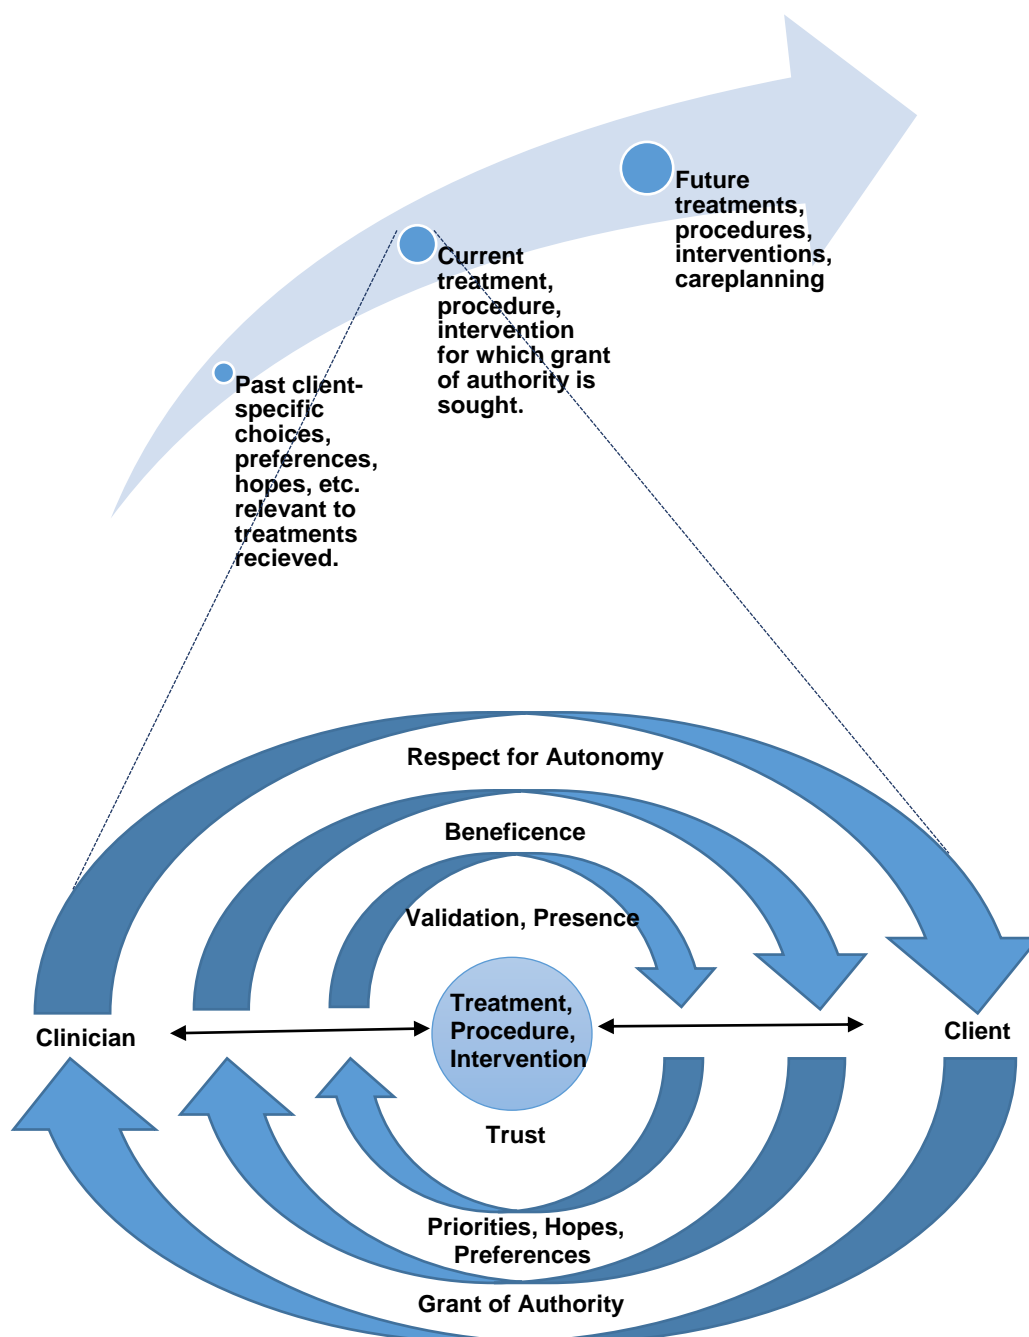 Future
treatments,
procedures,
interventions,
careplanning
Current
treatment,
procedure,
intervention
for which grant
of authority is
sought.
Past client-
specific
choices,
preferences,
hopes, etc.
relevant to
treatments
recieved.
Respect for Autonomy
Beneficence
Validation, Presence
Treatment,
Procedure,
Intervention
Clinician
Client
Trust
Priorities, Hopes,
Preferences
Grant of Authority